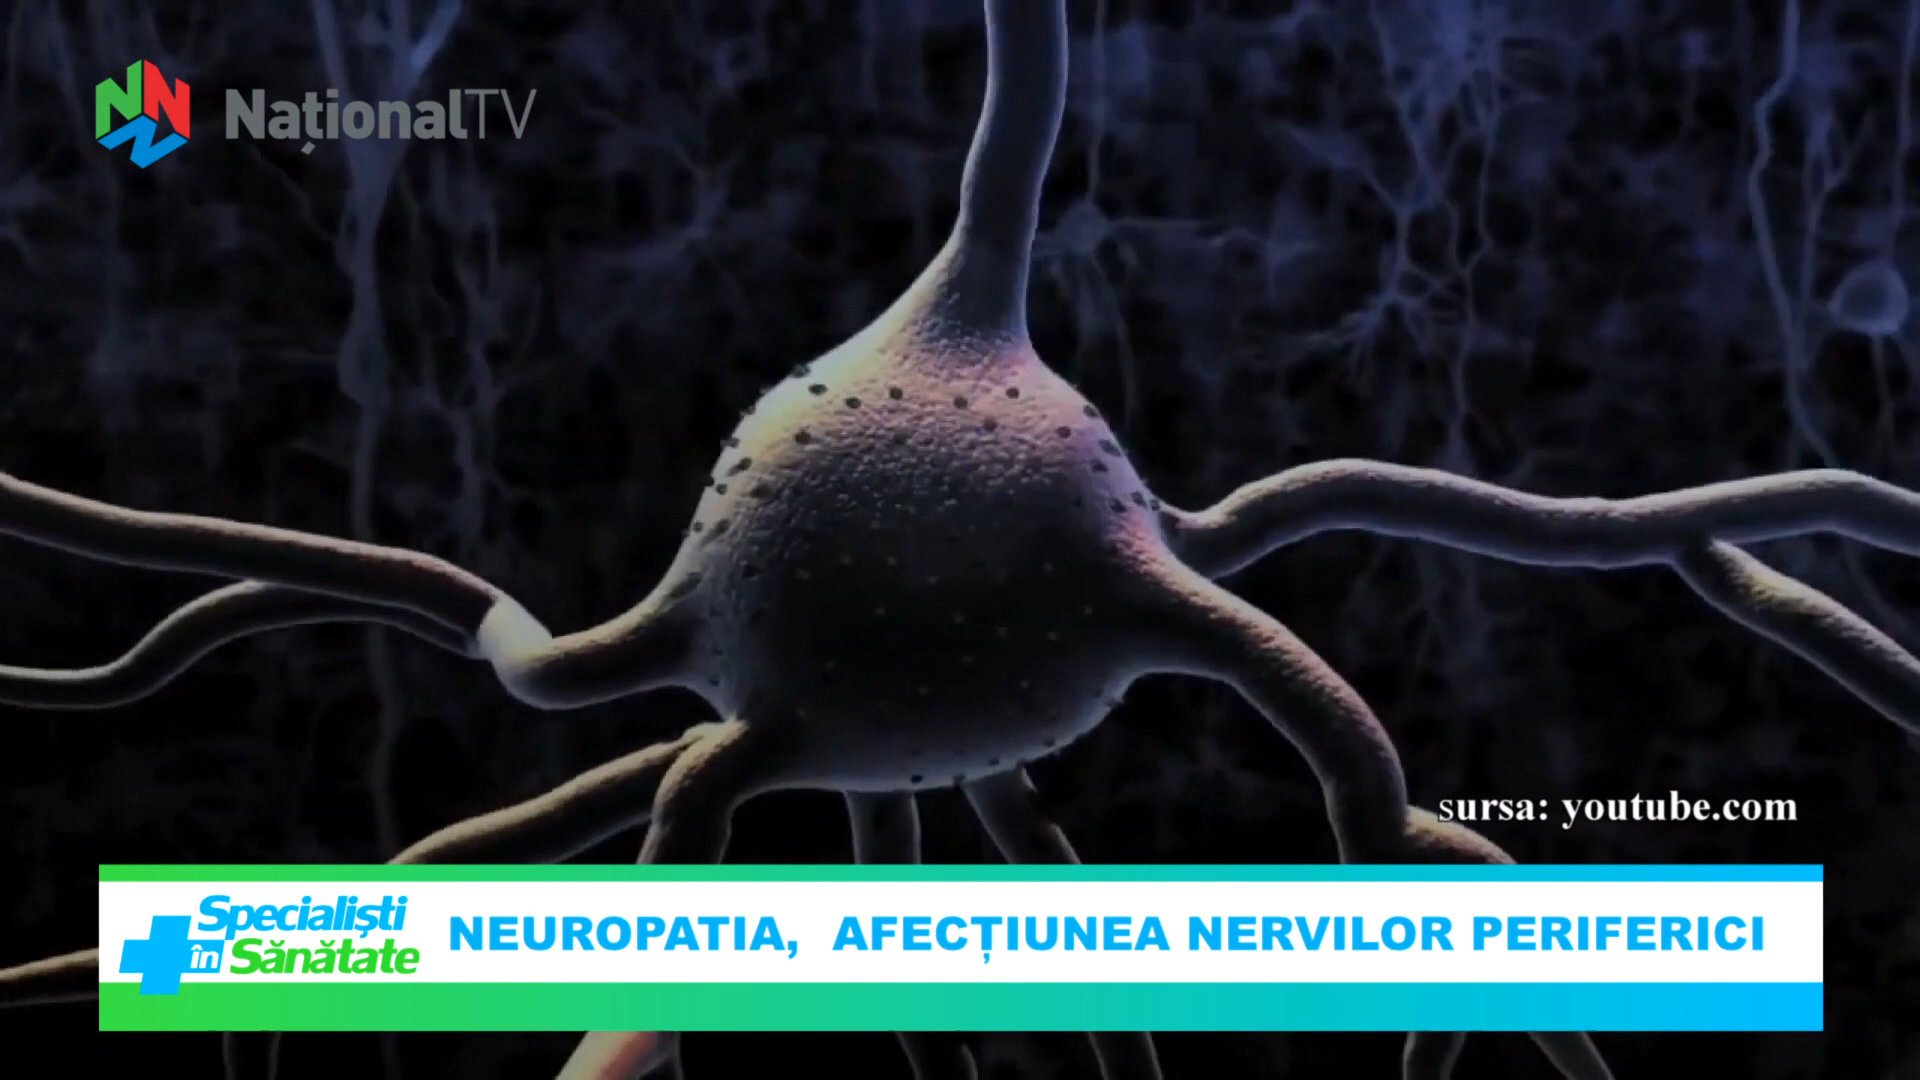 NaționalTV
sursa: youtube.com
Specialiști
în Sănătate
NEUROPATIA, AFECȚIUNEA NERVILOR PERIFERICI